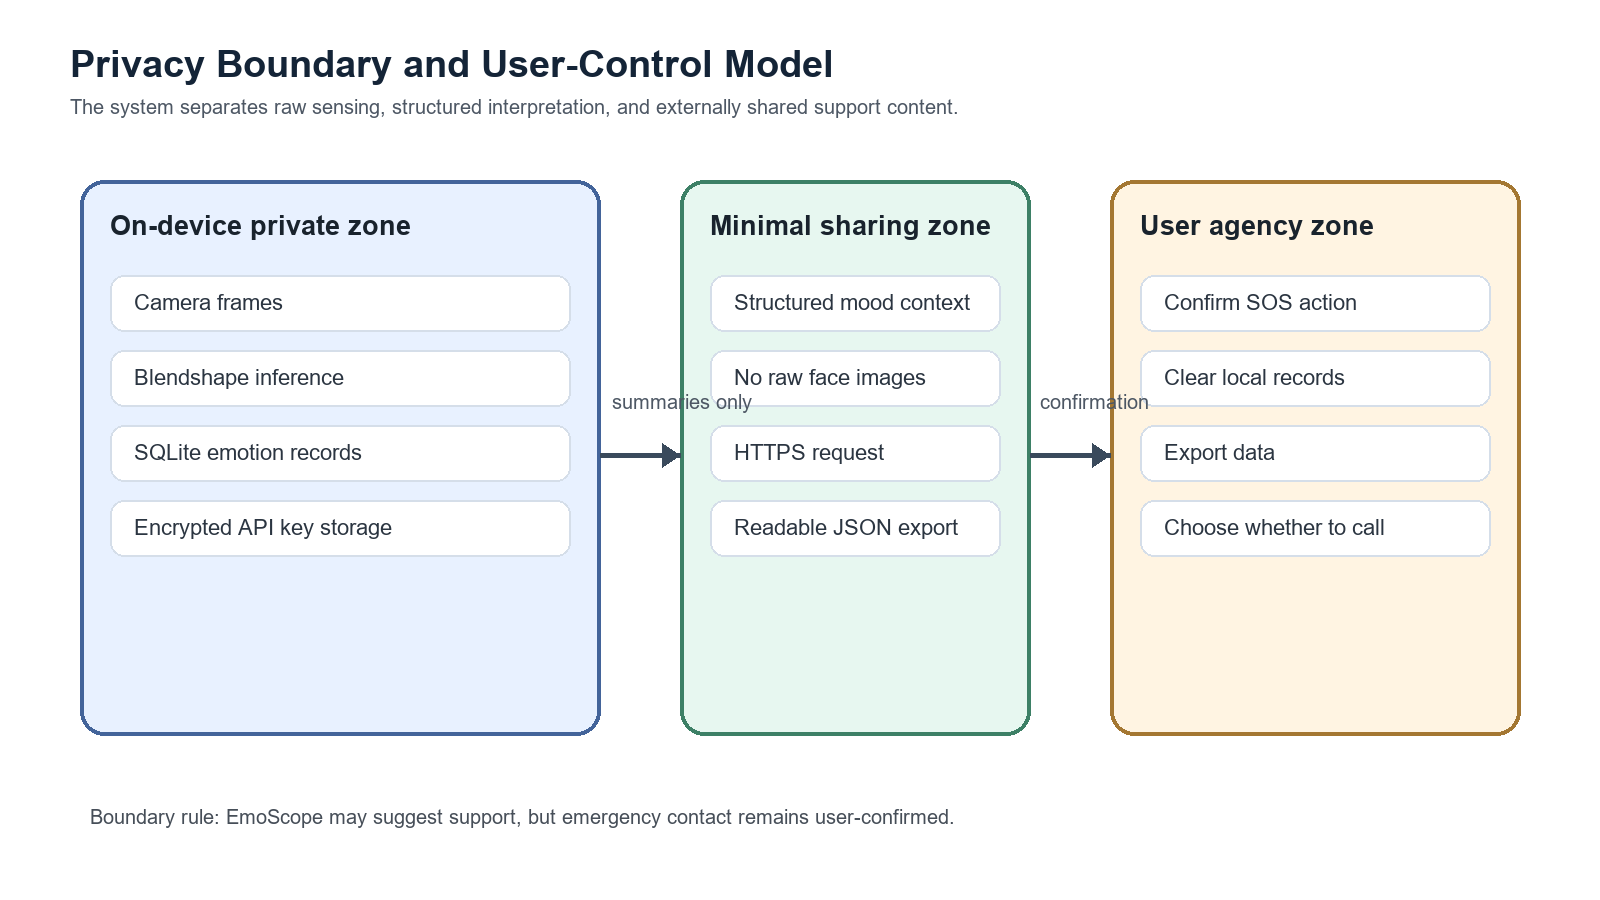 Privacy Boundary and User-Control Model
The system separates raw sensing, structured interpretation, and externally shared support content.
On-device private zone
Camera frames
Blendshape inference
SQLite emotion records
Encrypted API key storage
summaries only
Minimal sharing zone
Structured mood context
No raw face images
HTTPS request
Readable JSON export
confirmation
User agency zone
Confirm SOS action
Clear local records
Export data
Choose whether to call
Boundary rule: EmoScope may suggest support, but emergency contact remains user-confirmed.